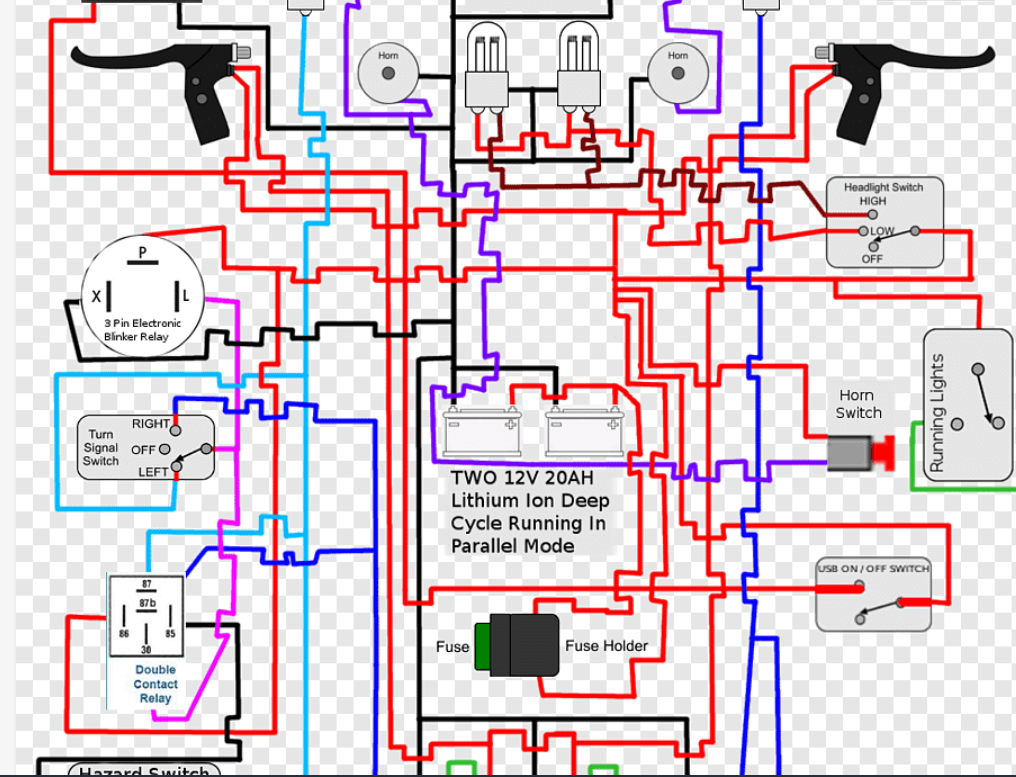 Horn
Horn
Headlight Switch
HIGH
LOW
OFF
P
X
L
3 Pin Electronic
Blinker Relay
Running Lights
Horn
Switch
RIGHT
Turn
Signal
Switch
OFF
LEFT
TWO 12V 20AH
Lithium Ion Deep
Cycle Running In
Parallel Mode
USB ON / OFF SWITCH
87
87b
86
85
30
Fuse
Fuse Holder
Double
Contact
Relay
Hazard Switch